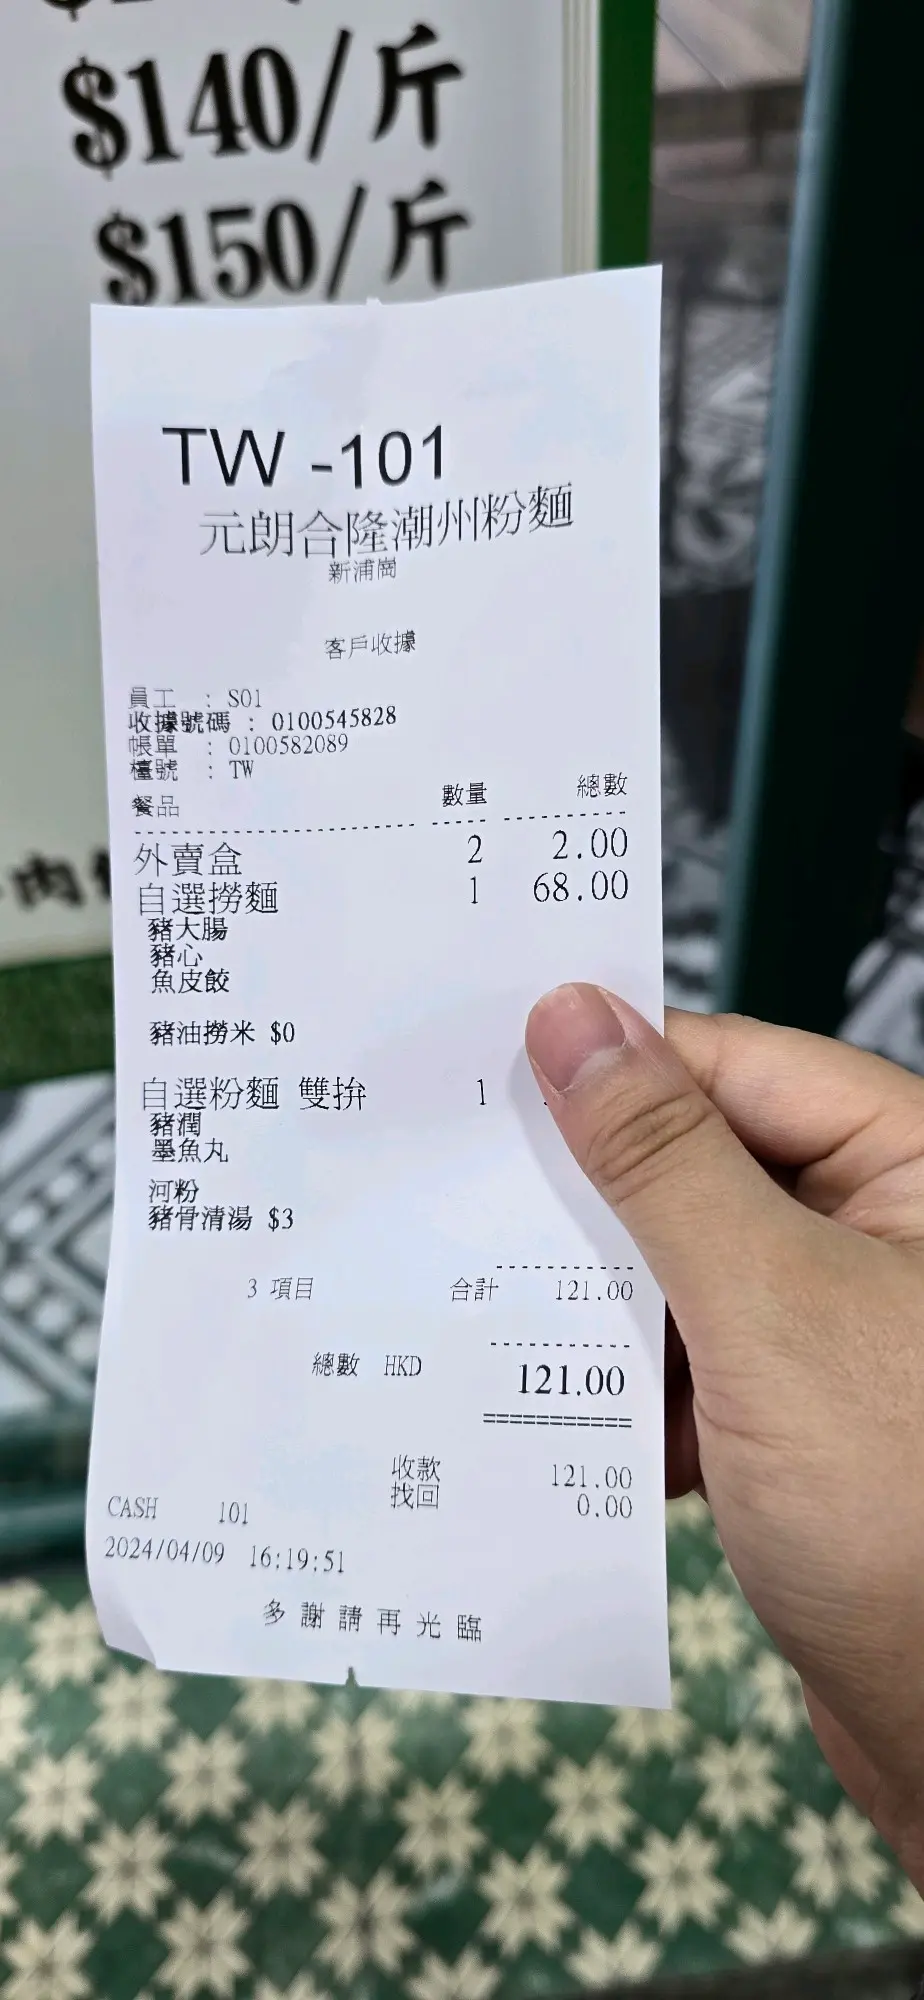 $140/斤
$150/斤
TW -101
元朗合隆潮州粉麵
新浦崗
客戶收據
員工 : S01
收據號碼 : 0100545828
帳單 : 0100582089
檯號 : TW
餐品 數量 總數
外賣盒 2 2.00
自選撈麵 1 68.00
豬大腸
豬心
魚皮餃
豬油撈米 $0
自選粉麵 雙拚 1
豬潤
墨魚丸
河粉
豬骨清湯 $3
3 項目 合計 121.00
總數 HKD 121.00
收款 121.00
找回 0.00
CASH 101
2024/04/09 16:19:51
多謝請再光臨
肉